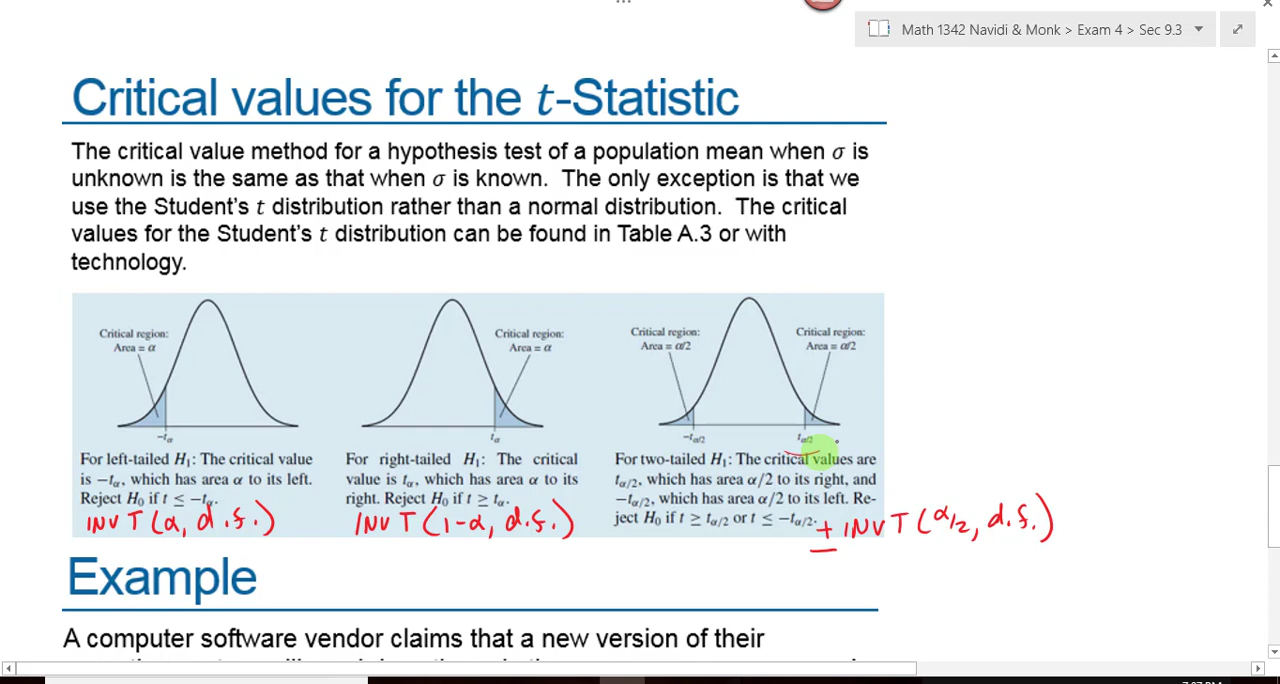 Math 1342 Navidi & Monk > Exam 4 > Sec 9.3
Critical values for the t-Statistic
The critical value method for a hypothesis test of a population mean when σ is
unknown is the same as that when σ is known. The only exception is that we
use the Student's t distribution rather than a normal distribution. The critical
values for the Student's t distribution can be found in Table A.3 or with
technology.
Critical region:
Area = α
-tα
For left-tailed H₁: The critical value
is -tα, which has area α to its left.
Reject H₀ if t ≤ -tα.
INV T(α, d.f.)
Critical region:
Area = α
tα
For right-tailed H₁: The critical
value is tα, which has area α to its
right. Reject H₀ if t ≥ tα.
INV T(1-α, d.f.)
Critical region:
Area = α/2
Critical region:
Area = α/2
-tα/2
tα/2
For two-tailed H₁: The critical values are
tα/2, which has area α/2 to its right, and
-tα/2, which has area α/2 to its left. Re-
ject H₀ if t ≥ tα/2 or t ≤ -tα/2.
± INV T(α/2, d.f.)
Example
A computer software vendor claims that a new version of their